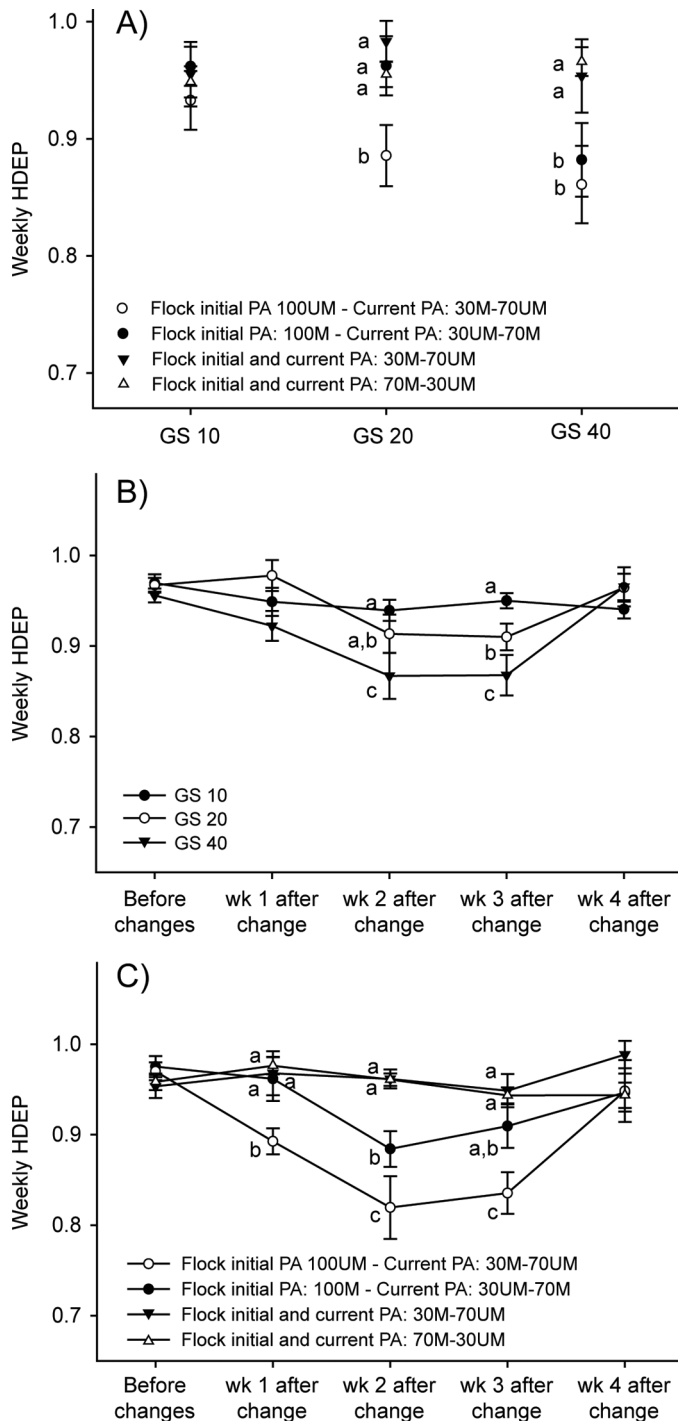 A)
1.0
0.9
0.8
0.7
Weekly HDEP
a
a
a
b
a
a
b
b
Flock initial PA 100UM - Current PA: 30M-70UM
Flock initial PA: 100M - Current PA: 30UM-70M
Flock initial and current PA: 30M-70UM
Flock initial and current PA: 70M-30UM
GS 10 GS 20 GS 40
B)
1.0
0.9
0.8
0.7
Weekly HDEP
a
a
a,b
b
c
c
GS 10
GS 20
GS 40
Before wk 1 after wk 2 after wk 3 after wk 4 after
changes change change change change
C)
1.0
0.9
0.8
0.7
Weekly HDEP
a
a
a
a
a
a
a
a
b
b
a,b
c
c
Flock initial PA 100UM - Current PA: 30M-70UM
Flock initial PA: 100M - Current PA: 30UM-70M
Flock initial and current PA: 30M-70UM
Flock initial and current PA: 70M-30UM
Before wk 1 after wk 2 after wk 3 after wk 4 after
changes change change change change